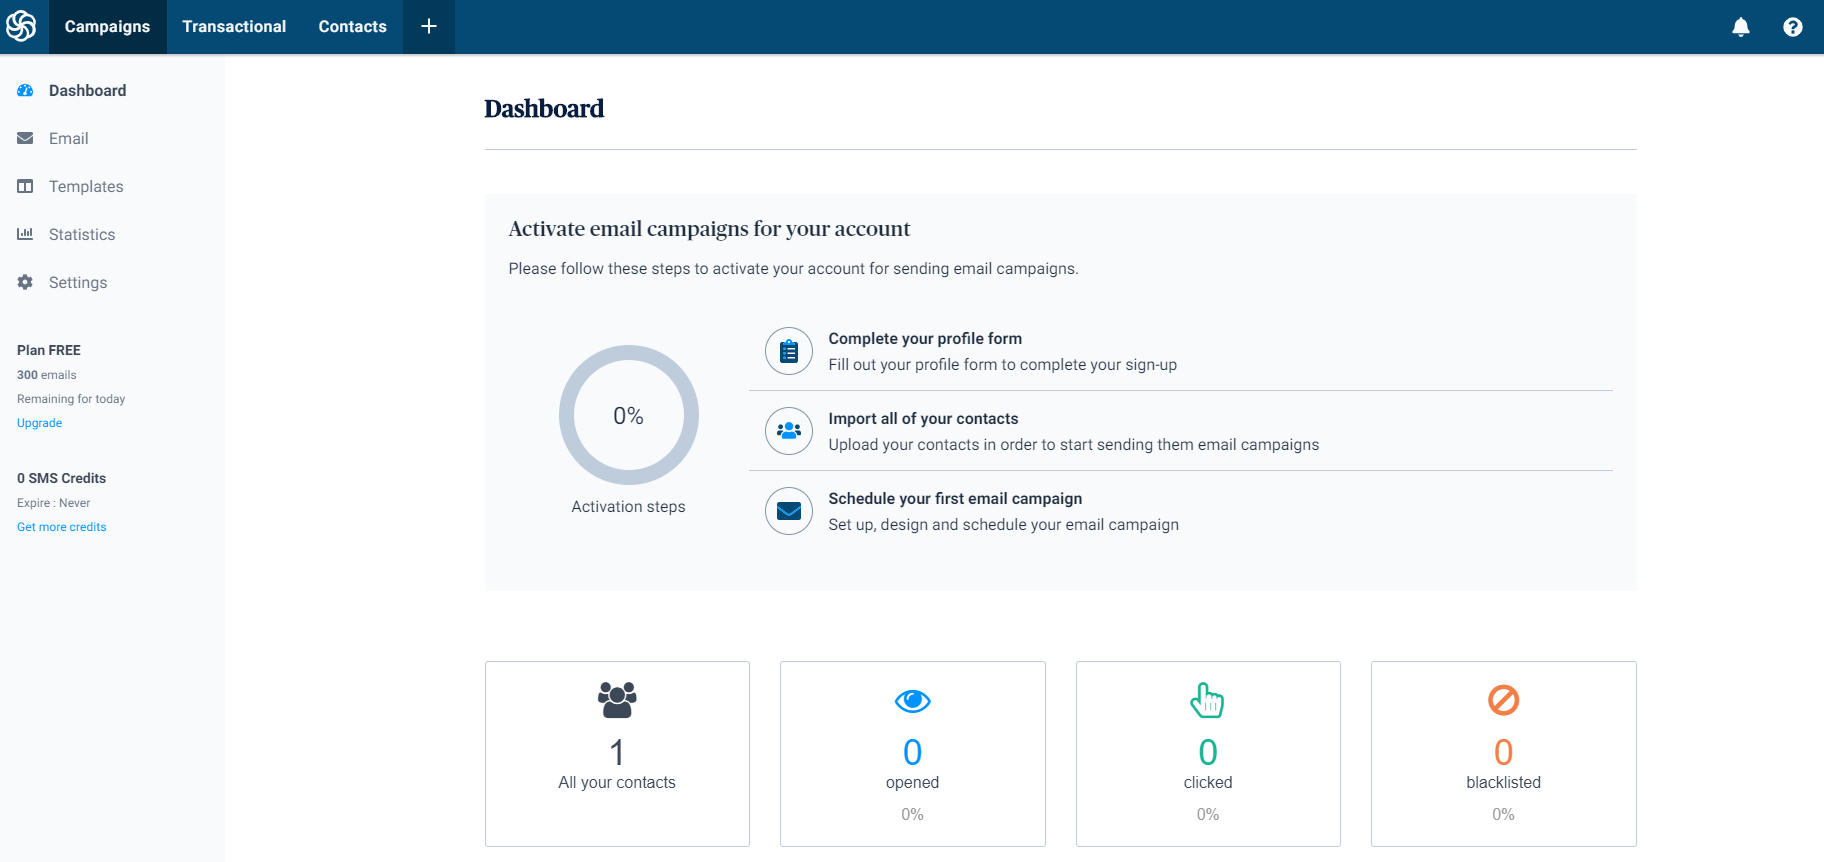 Campaigns Transactional Contacts +
Dashboard
Email
Templates
Statistics
Settings
Plan FREE
300 emails
Remaining for today
Upgrade
0 SMS Credits
Expire : Never
Get more credits
Dashboard
Activate email campaigns for your account
Please follow these steps to activate your account for sending email campaigns.
0%
Activation steps
Complete your profile form
Fill out your profile form to complete your sign-up
Import all of your contacts
Upload your contacts in order to start sending them email campaigns
Schedule your first email campaign
Set up, design and schedule your email campaign
1
All your contacts
0
opened
0%
0
clicked
0%
0
blacklisted
0%